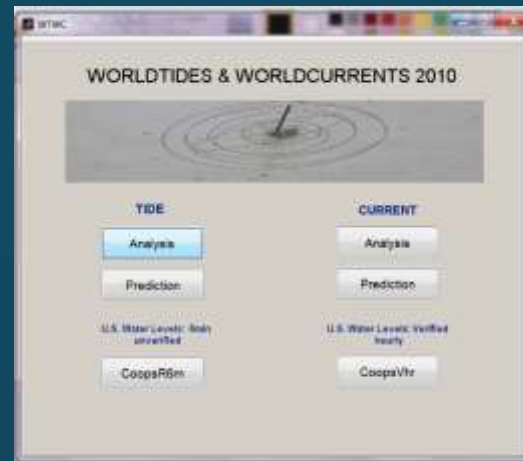 WTWC
WORLDTIDES & WORLDCURRENTS 2010
TIDE
CURRENT
Analysis
Analysis
Prediction
Prediction
U.S. Water Levels: 6min
unverified
U.S. Water Levels: Verified
hourly
CoopsR6m
CoopsVhr